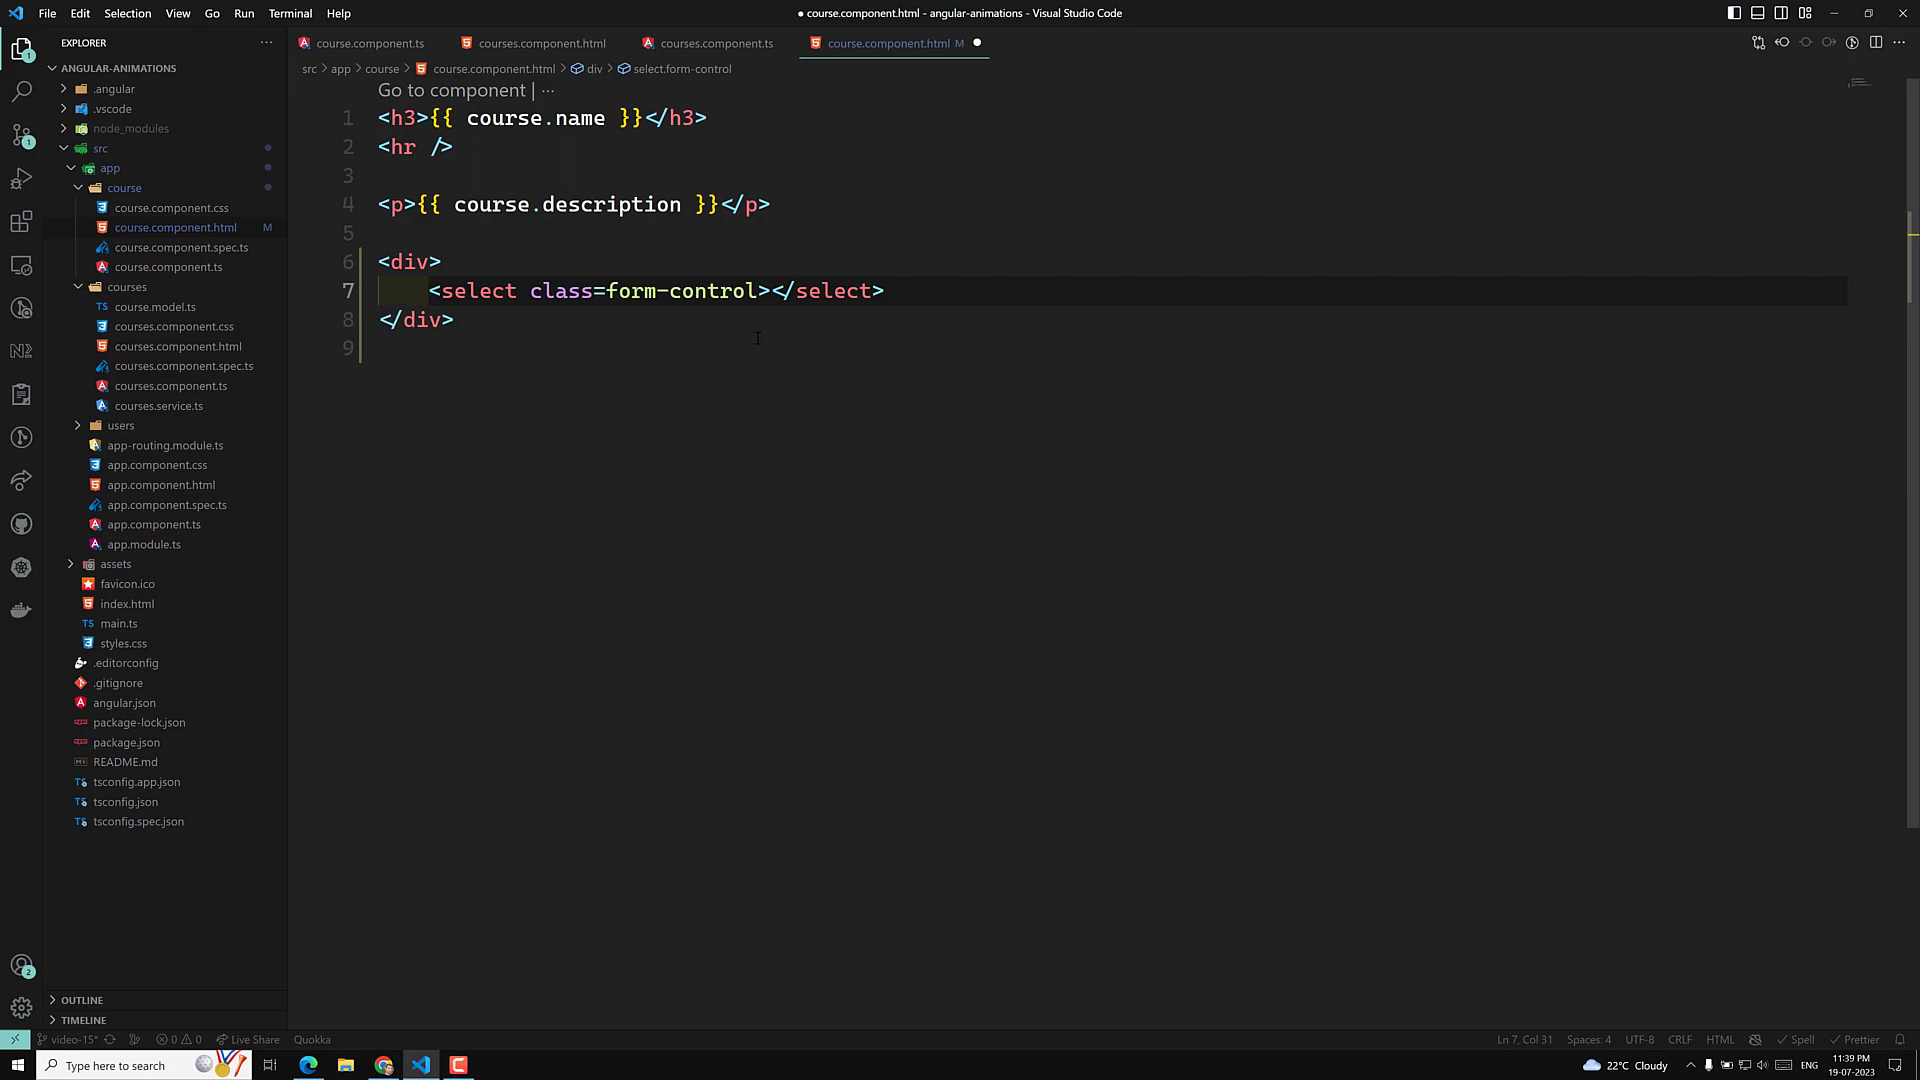 File Edit Selection View Go Run Terminal Help
● course.component.html - angular-animations - Visual Studio Code
EXPLORER
ANGULAR-ANIMATIONS
.angular
.vscode
node_modules
src
app
course
course.component.css
course.component.html M
course.component.spec.ts
course.component.ts
courses
course.model.ts
courses.component.css
courses.component.html
courses.component.spec.ts
courses.component.ts
courses.service.ts
users
app-routing.module.ts
app.component.css
app.component.html
app.component.spec.ts
app.component.ts
app.module.ts
assets
favicon.ico
index.html
main.ts
styles.css
.editorconfig
.gitignore
angular.json
package-lock.json
package.json
README.md
tsconfig.app.json
tsconfig.json
tsconfig.spec.json
OUTLINE
TIMELINE
course.component.ts courses.component.html courses.component.ts course.component.html M
src > app > course > course.component.html > div > select.form-control
Go to component | ...
1 <h3>{{ course.name }}</h3>
2 <hr />
3
4 <p>{{ course.description }}</p>
5
6 <div>
7 <select class=form-control></select>
8 </div>
9
video-15* 0 0 Live Share Quokka
Ln 7, Col 31 Spaces: 4 UTF-8 CRLF HTML Spell Prettier
Type here to search
22°C Cloudy ENG
11:39 PM
19-07-2023